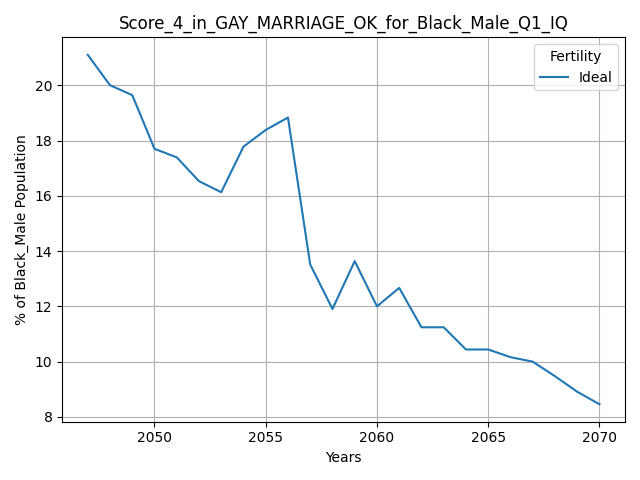 Score_4_in_GAY_MARRIAGE_OK_for_Black_Male_Q1_IQ
Fertility
Ideal
% of Black_Male Population
20
18
16
14
12
10
8
2050 2055 2060 2065 2070
Years